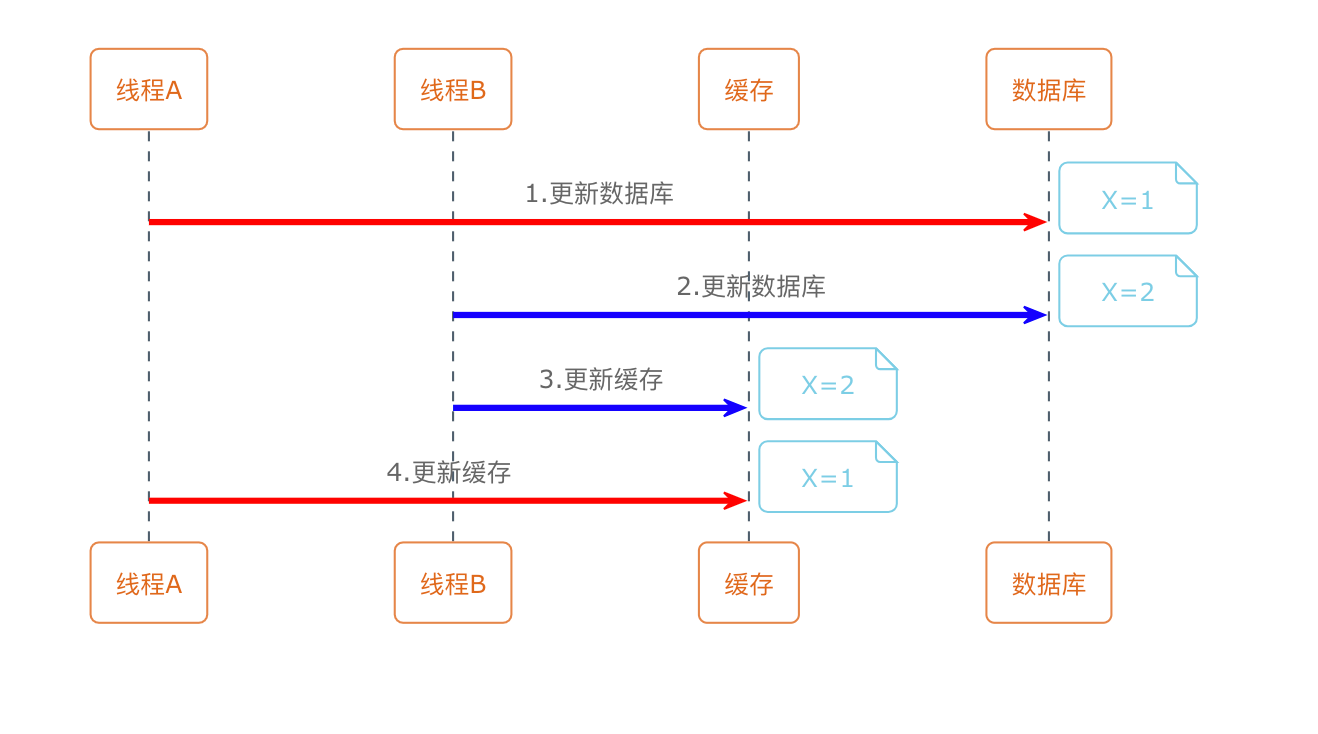 线程A
线程B
缓存
数据库
1.更新数据库
X=1
2.更新数据库
X=2
3.更新缓存
X=2
4.更新缓存
X=1
线程A
线程B
缓存
数据库